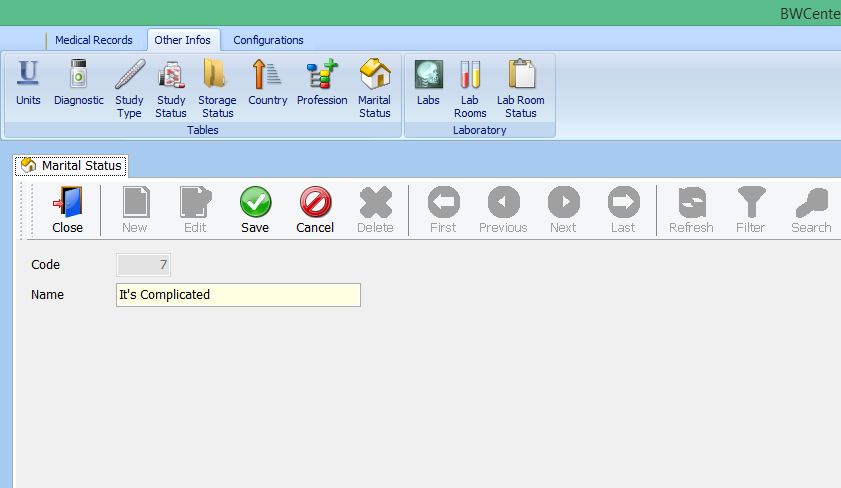 BWCente
Medical Records Other Infos Configurations
U
Units Diagnostic Study Type Study Status Storage Status Country Profession Marital Status Labs Lab Rooms Lab Room Status
Tables Laboratory
Marital Status
Close New Edit Save Cancel Delete First Previous Next Last Refresh Filter Search
Code 7
Name It's Complicated